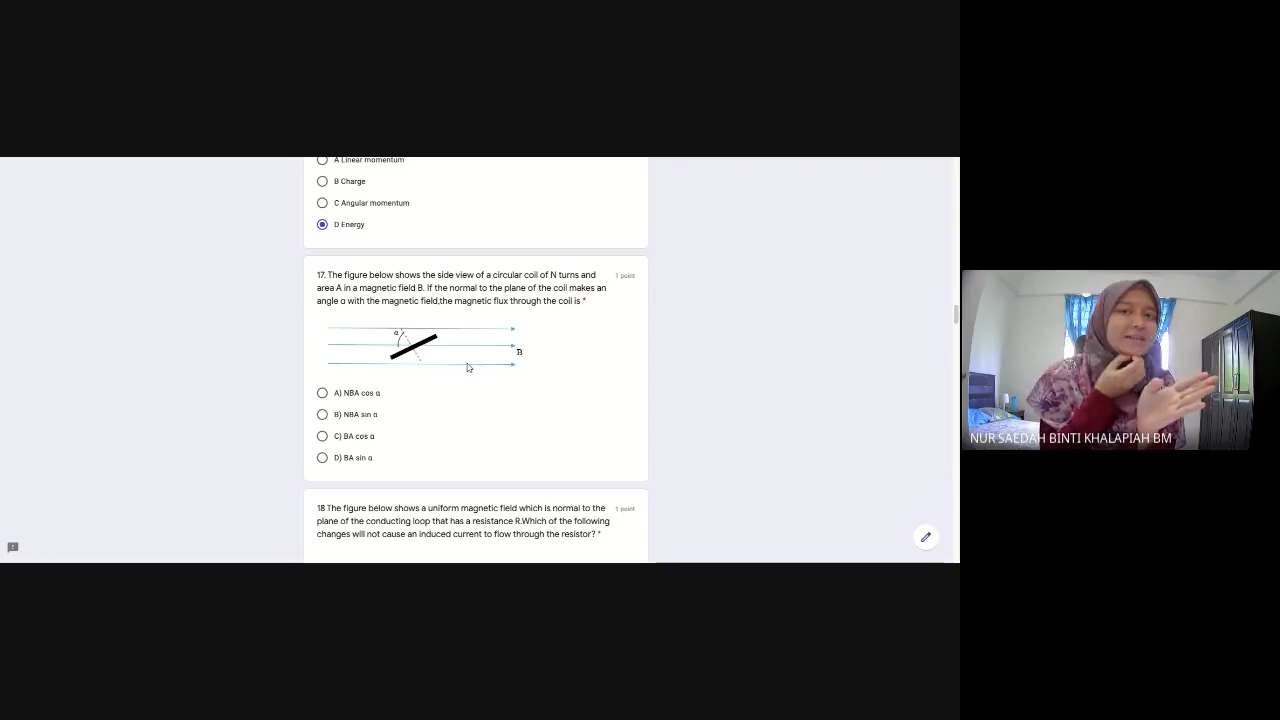 A Linear momentum
B Charge
C Angular momentum
D Energy
17. The figure below shows the side view of a circular coil of N turns and
1 point
area A in a magnetic field B. If the normal to the plane of the coil makes an
angle α with the magnetic field,the magnetic flux through the coil is *
α
B
A) NBA cos α
B) NBA sin α
C) BA cos α
D) BA sin α
18 The figure below shows a uniform magnetic field which is normal to the
1 point
plane of the conducting loop that has a resistance R.Which of the following
changes will not cause an induced current to flow through the resistor? *
NUR SAEDAH BINTI KHALAPIAH BM